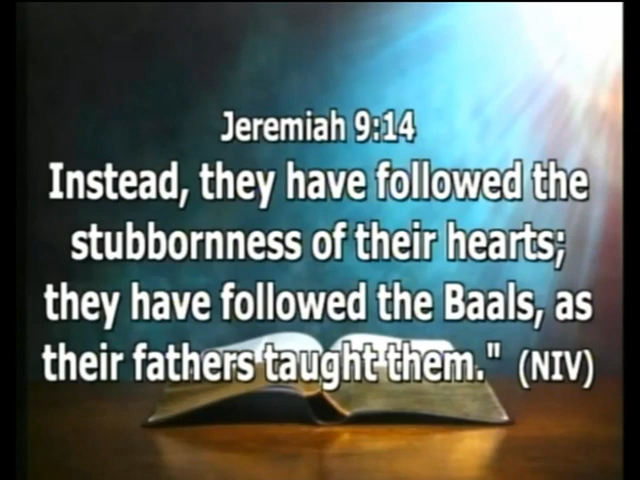 Jeremiah 9:14
Instead, they have followed the
stubbornness of their hearts;
they have followed the Baals, as
their fathers taught them." (NIV)